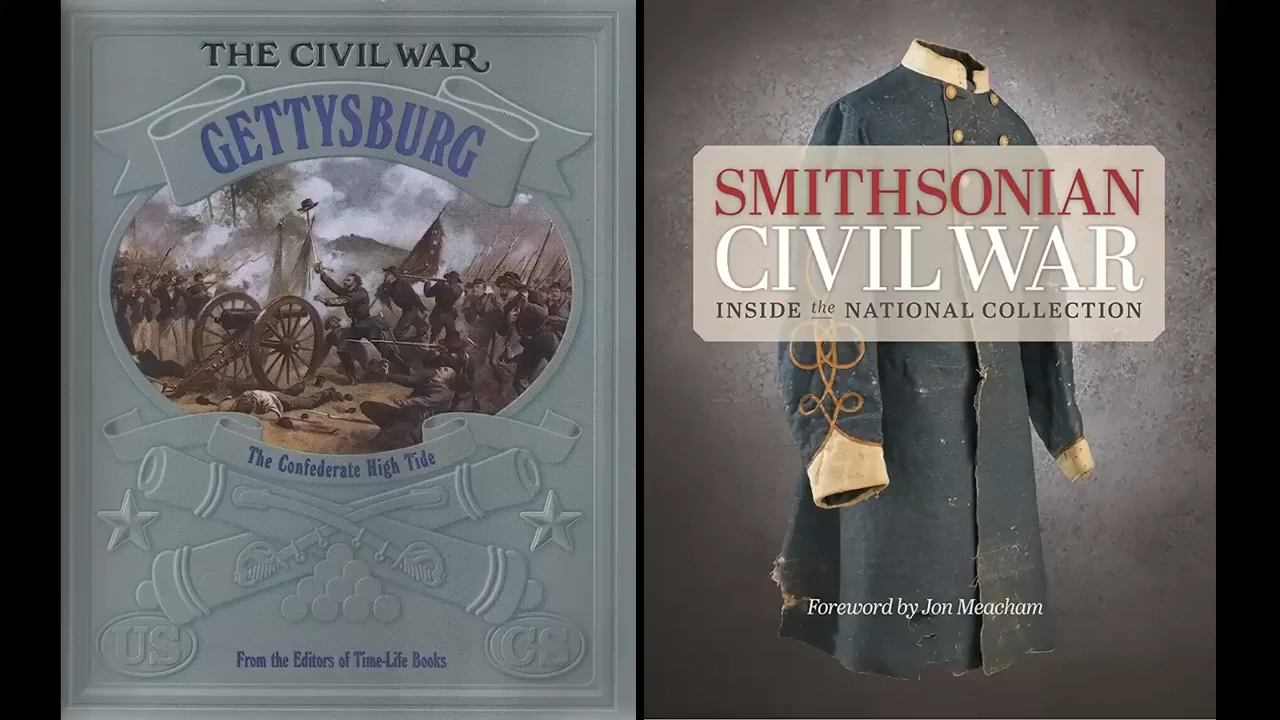 THE CIVIL WAR
GETTYSBURG
The Confederate High Tide
US
CS
From the Editors of Time-Life Books
SMITHSONIAN
CIVIL WAR
INSIDE the NATIONAL COLLECTION
Foreword by Jon Meacham